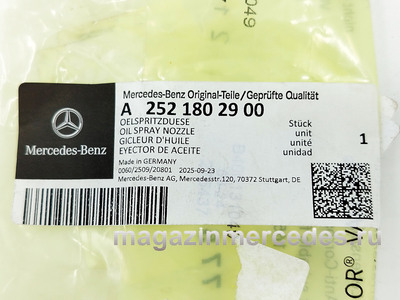 Mercedes-Benz Original-Teile/Geprüfte Qualität
A 252 180 29 00
OELSPRITZDUESE Stück
OIL SPRAY NOZZLE unit
GICLEUR D'HUILE unité 1
EYECTOR DE ACEITE unidad
Made in GERMANY
0060/2509/20801 2025-09-23
Mercedes-Benz AG, Mercedesstr.120, 70372 Stuttgart, DE
Mercedes-Benz
magazinmercedes.ru